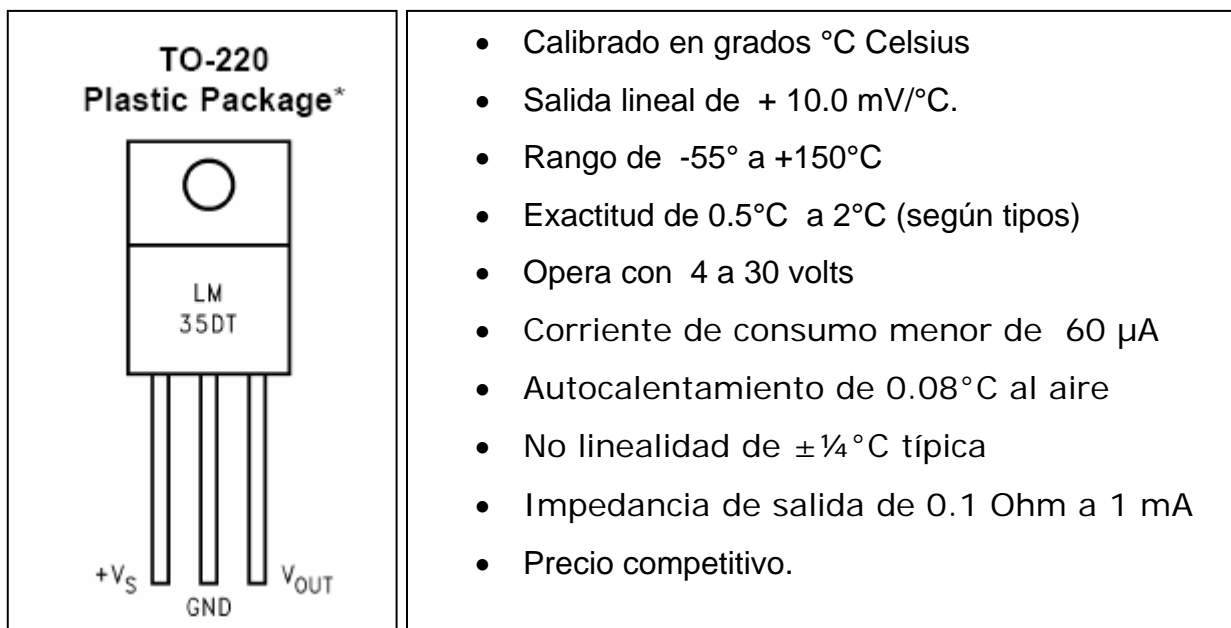 TO-220
Plastic Package*
LM
35DT
+VS
GND
VOUT
• Calibrado en grados °C Celsius
• Salida lineal de + 10.0 mV/°C.
• Rango de -55° a +150°C
• Exactitud de 0.5°C a 2°C (según tipos)
• Opera con 4 a 30 volts
• Corriente de consumo menor de 60 µA
• Autocalentamiento de 0.08°C al aire
• No linealidad de ±¼°C típica
• Impedancia de salida de 0.1 Ohm a 1 mA
• Precio competitivo.